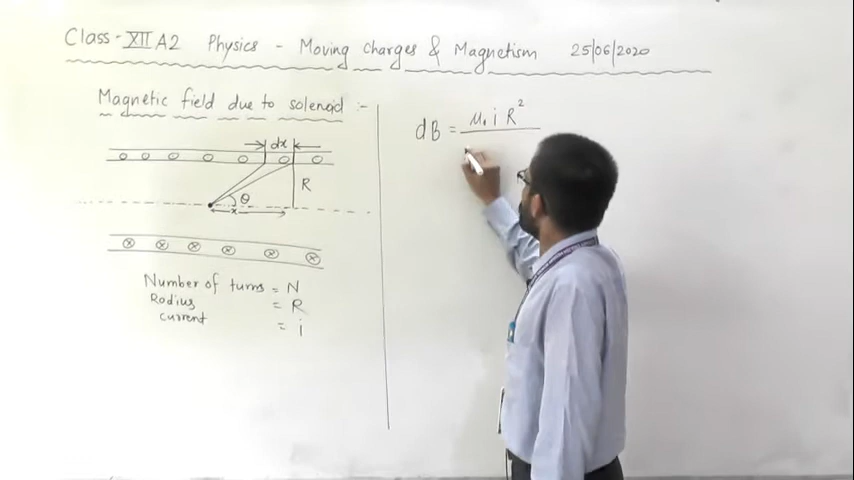 Class-XII A2 Physics - Moving Charges & Magnetism 25/06/2020
Magnetic field due to solenoid :-
dx
R
θ
x
Number of turns = N
Radius = R
current = i
dB = μ₀ i R²